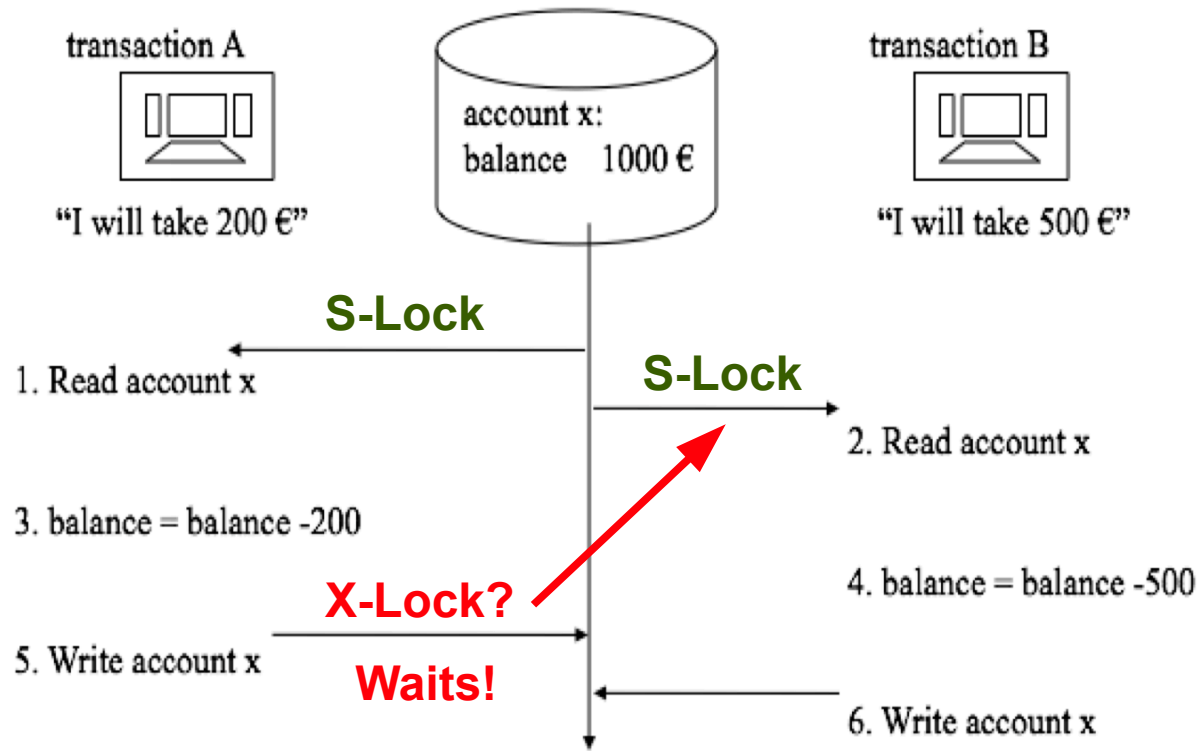 transaction A
transaction B
account x:
balance 1000 €
“I will take 200 €”
“I will take 500 €”
S-Lock
1. Read account x
S-Lock
2. Read account x
3. balance = balance -200
4. balance = balance -500
X-Lock?
5. Write account x
Waits!
6. Write account x